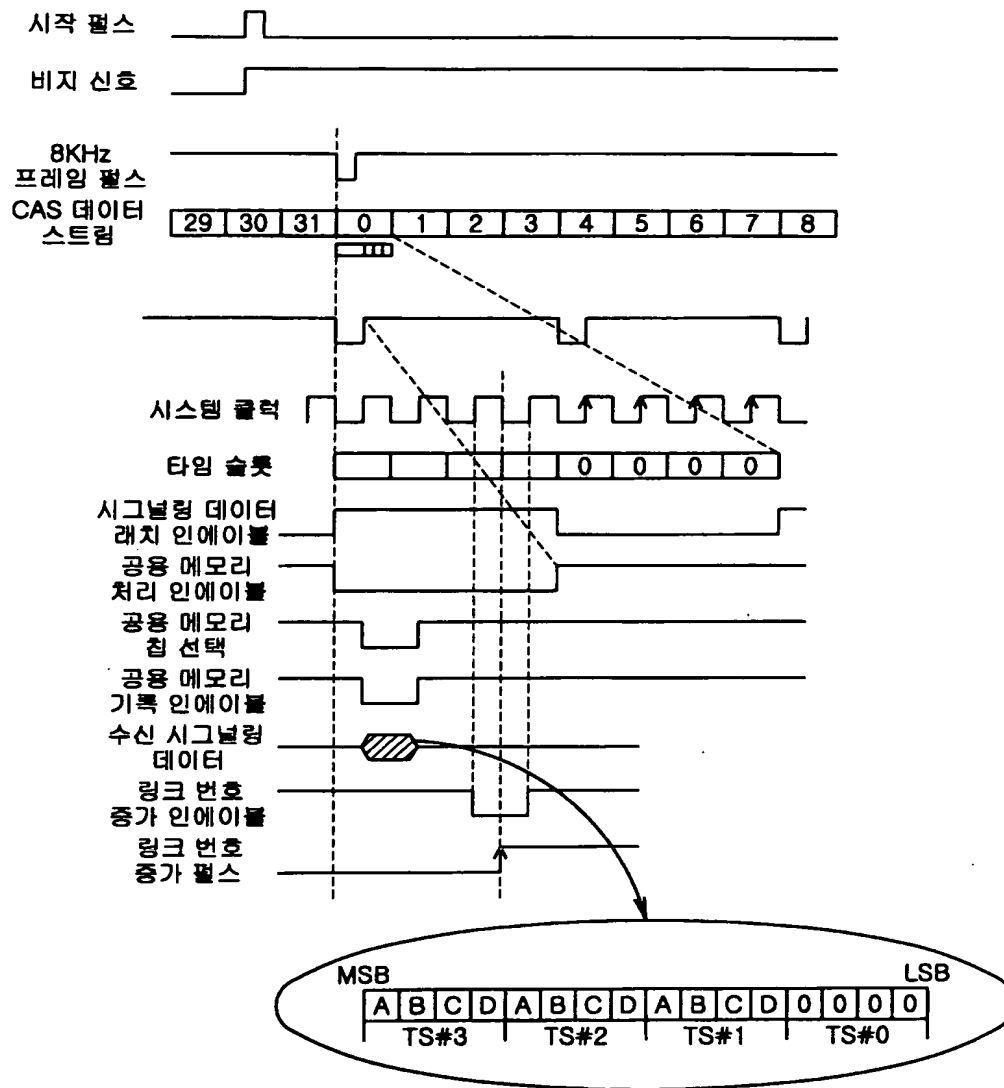 시작 펄스
비지 신호
8KHz
프레임 펄스
CAS 데이터
스트림
29 30 31 0 1 2 3 4 5 6 7 8
시스템 클럭
타임 슬롯
0 0 0 0
시그널링 데이터
래치 인에이블
공용 메모리
처리 인에이블
공용 메모리
칩 선택
공용 메모리
기록 인에이블
수신 시그널링
데이터
링크 번호
증가 인에이블
링크 번호
증가 펄스
MSB LSB
A B C D A B C D A B C D 0 0 0 0
TS#3 TS#2 TS#1 TS#0